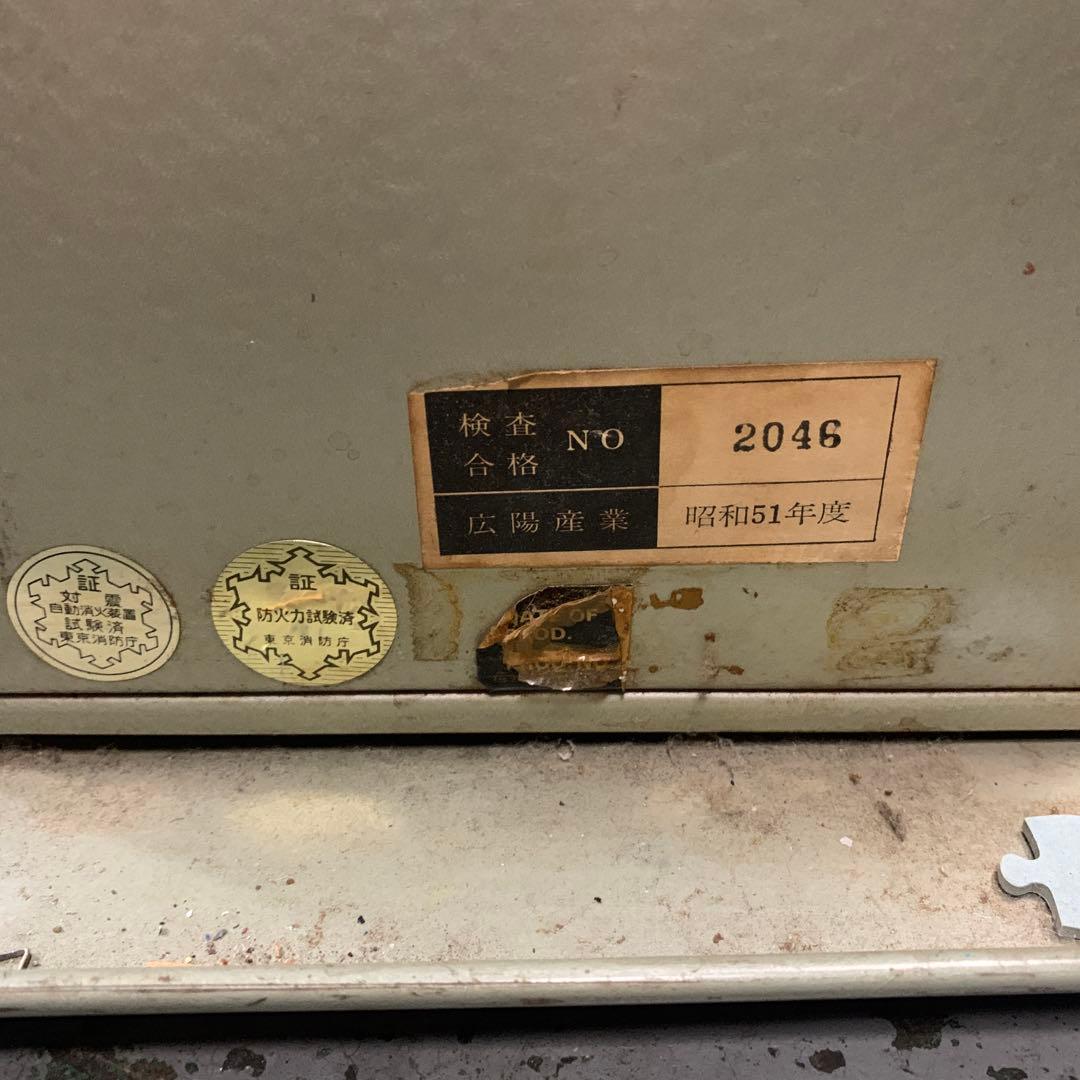 検査
合格
NO
2046
広陽産業
昭和51年度
証
対震
自動消火装置
試験済
東京消防庁
証
防火力試験済
東京消防庁
OF
OD.